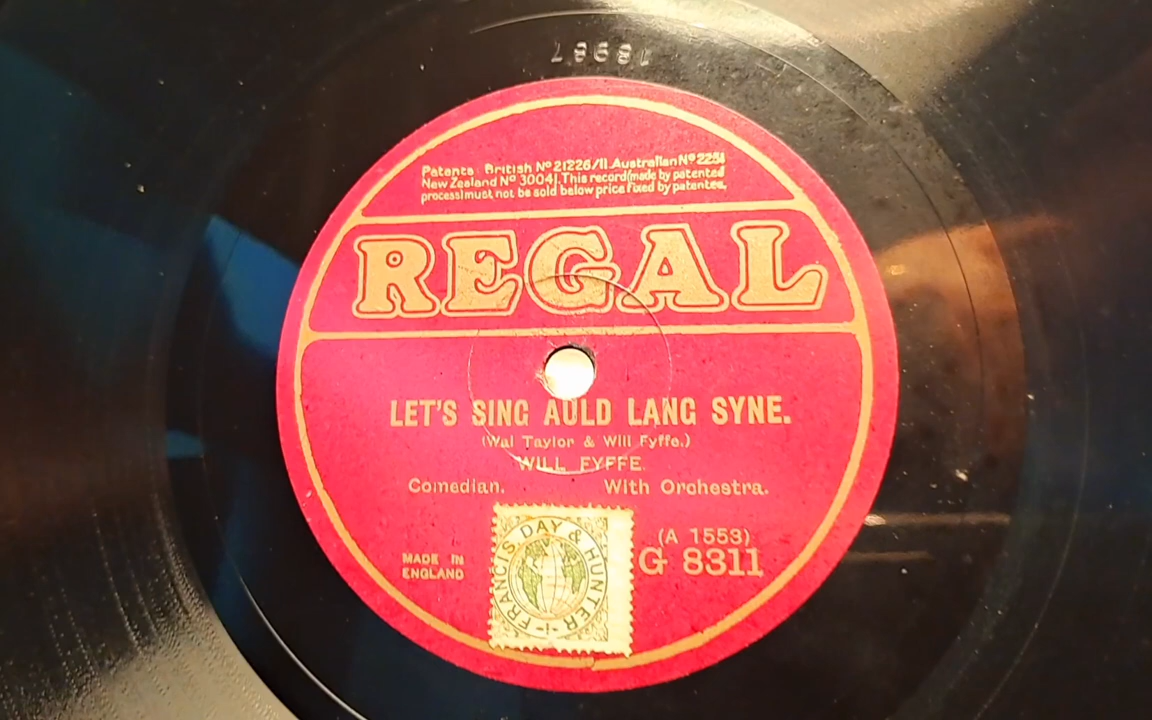 Patents British No 21226/11. Australian No 2251
New Zealand No 30041. This record (made by patented
process) must not be sold below price fixed by patentee.
REGAL
LET'S SING AULD LANG SYNE.
(Wal Taylor & Will Fyffe.)
WILL FYFFE.
Comedian. With Orchestra.
(A 1553)
MADE IN
ENGLAND
G 8311
FRANCIS DAY & HUNTER